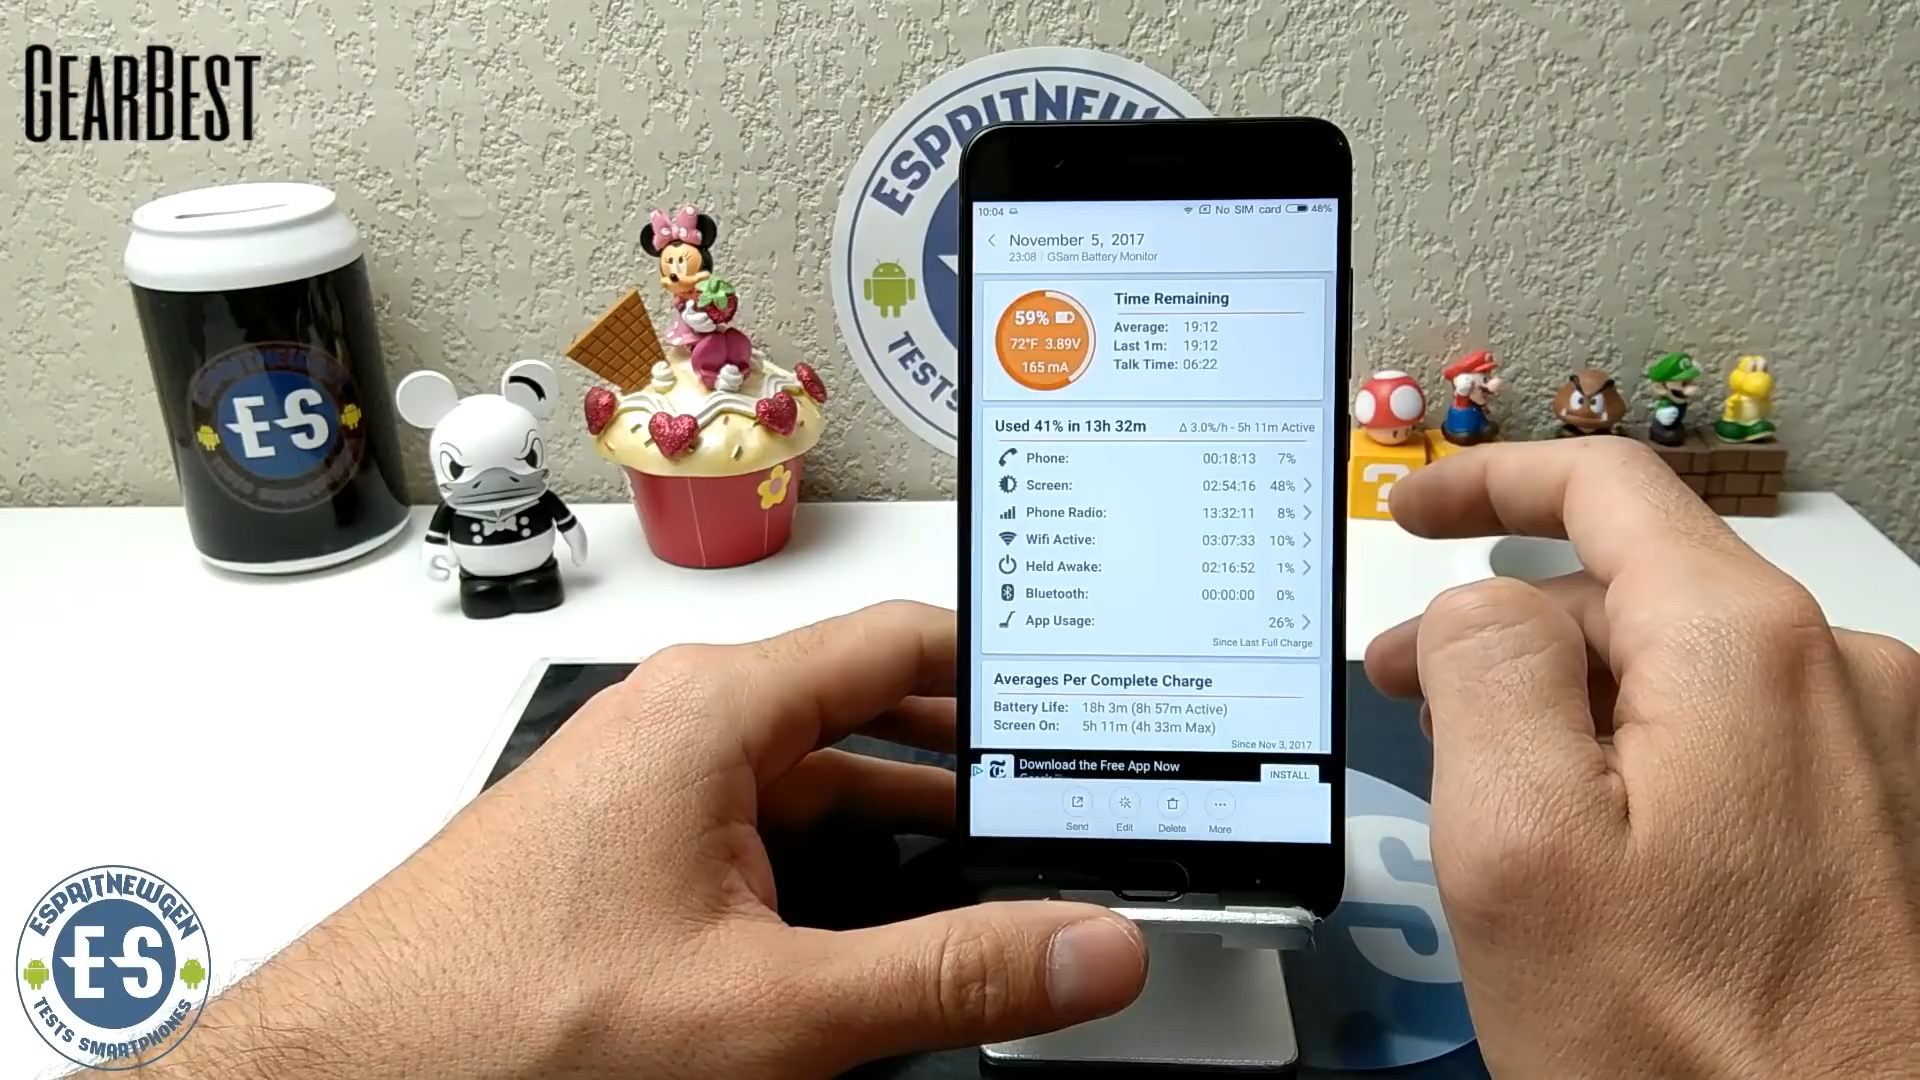 GEARBEST
ESPRITNEW
TESTS
ES
10:04
No SIM card
48%
November 5, 2017
23:08 | GSam Battery Monitor
59%
72°F 3.89V
165 mA
Time Remaining
Average: 19:12
Last 1m: 19:12
Talk Time: 06:22
Used 41% in 13h 32m
Δ 3.0%/h - 5h 11m Active
Phone: 00:18:13 7%
Screen: 02:54:16 48%
Phone Radio: 13:32:11 8%
Wifi Active: 03:07:33 10%
Held Awake: 02:16:52 1%
Bluetooth: 00:00:00 0%
App Usage: 26%
Since Last Full Charge
Averages Per Complete Charge
Battery Life: 18h 3m (8h 57m Active)
Screen On: 5h 11m (4h 33m Max)
Since Nov 3, 2017
Download the Free App Now
INSTALL
Send Edit Delete More
?
S
ESPRITNEWGEN
ES
TESTS SMARTPHONES